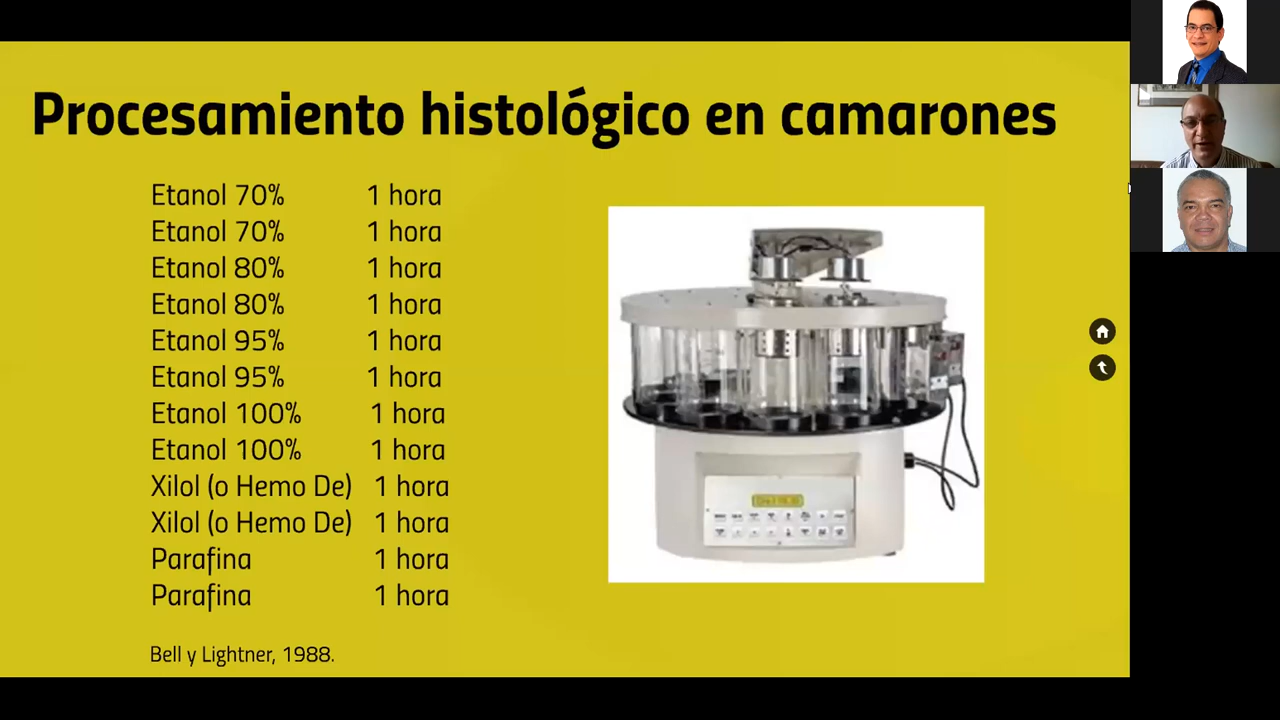 Procesamiento histológico en camarones
Etanol 70% 1 hora
Etanol 70% 1 hora
Etanol 80% 1 hora
Etanol 80% 1 hora
Etanol 95% 1 hora
Etanol 95% 1 hora
Etanol 100% 1 hora
Etanol 100% 1 hora
Xilol (o Hemo De) 1 hora
Xilol (o Hemo De) 1 hora
Parafina 1 hora
Parafina 1 hora
Bell y Lightner, 1988.